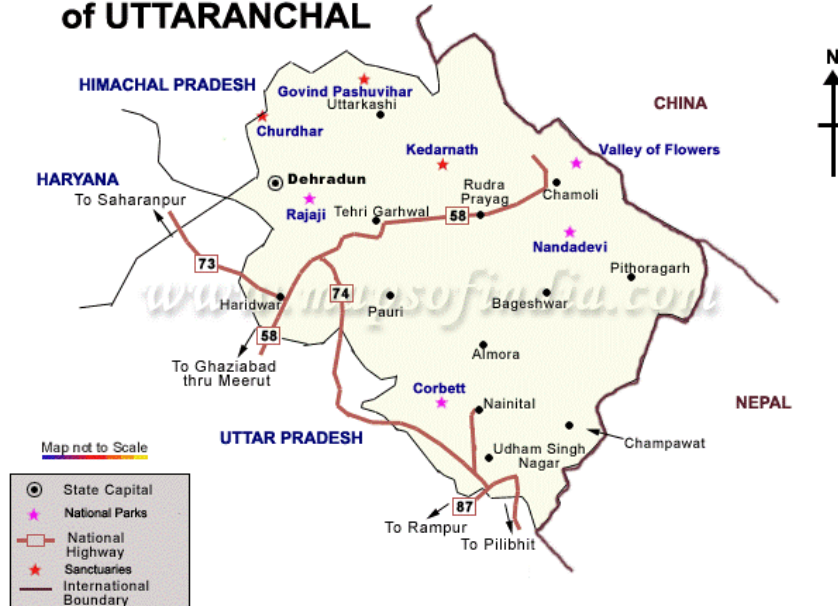 of UTTARANCHAL
N
HIMACHAL PRADESH
Govind Pashuvihar
Uttarkashi
CHINA
Churdhar
Kedarnath
Valley of Flowers
HARYANA
Dehradun
To Saharanpur
Rudra
Prayag
Chamoli
Rajaji
Tehri Garhwal
58
Nandadevi
73
Pithoragarh
74
www.mapsofindia.com
Haridwar
Pauri
Bageshwar
58
Almora
To Ghaziabad
thru Meerut
Corbett
Nainital
NEPAL
UTTAR PRADESH
Champawat
Map not to Scale
Udham Singh
Nagar
87
To Rampur
To Pilibhit
State Capital
National Parks
National
Highway
Sanctuaries
International
Boundary